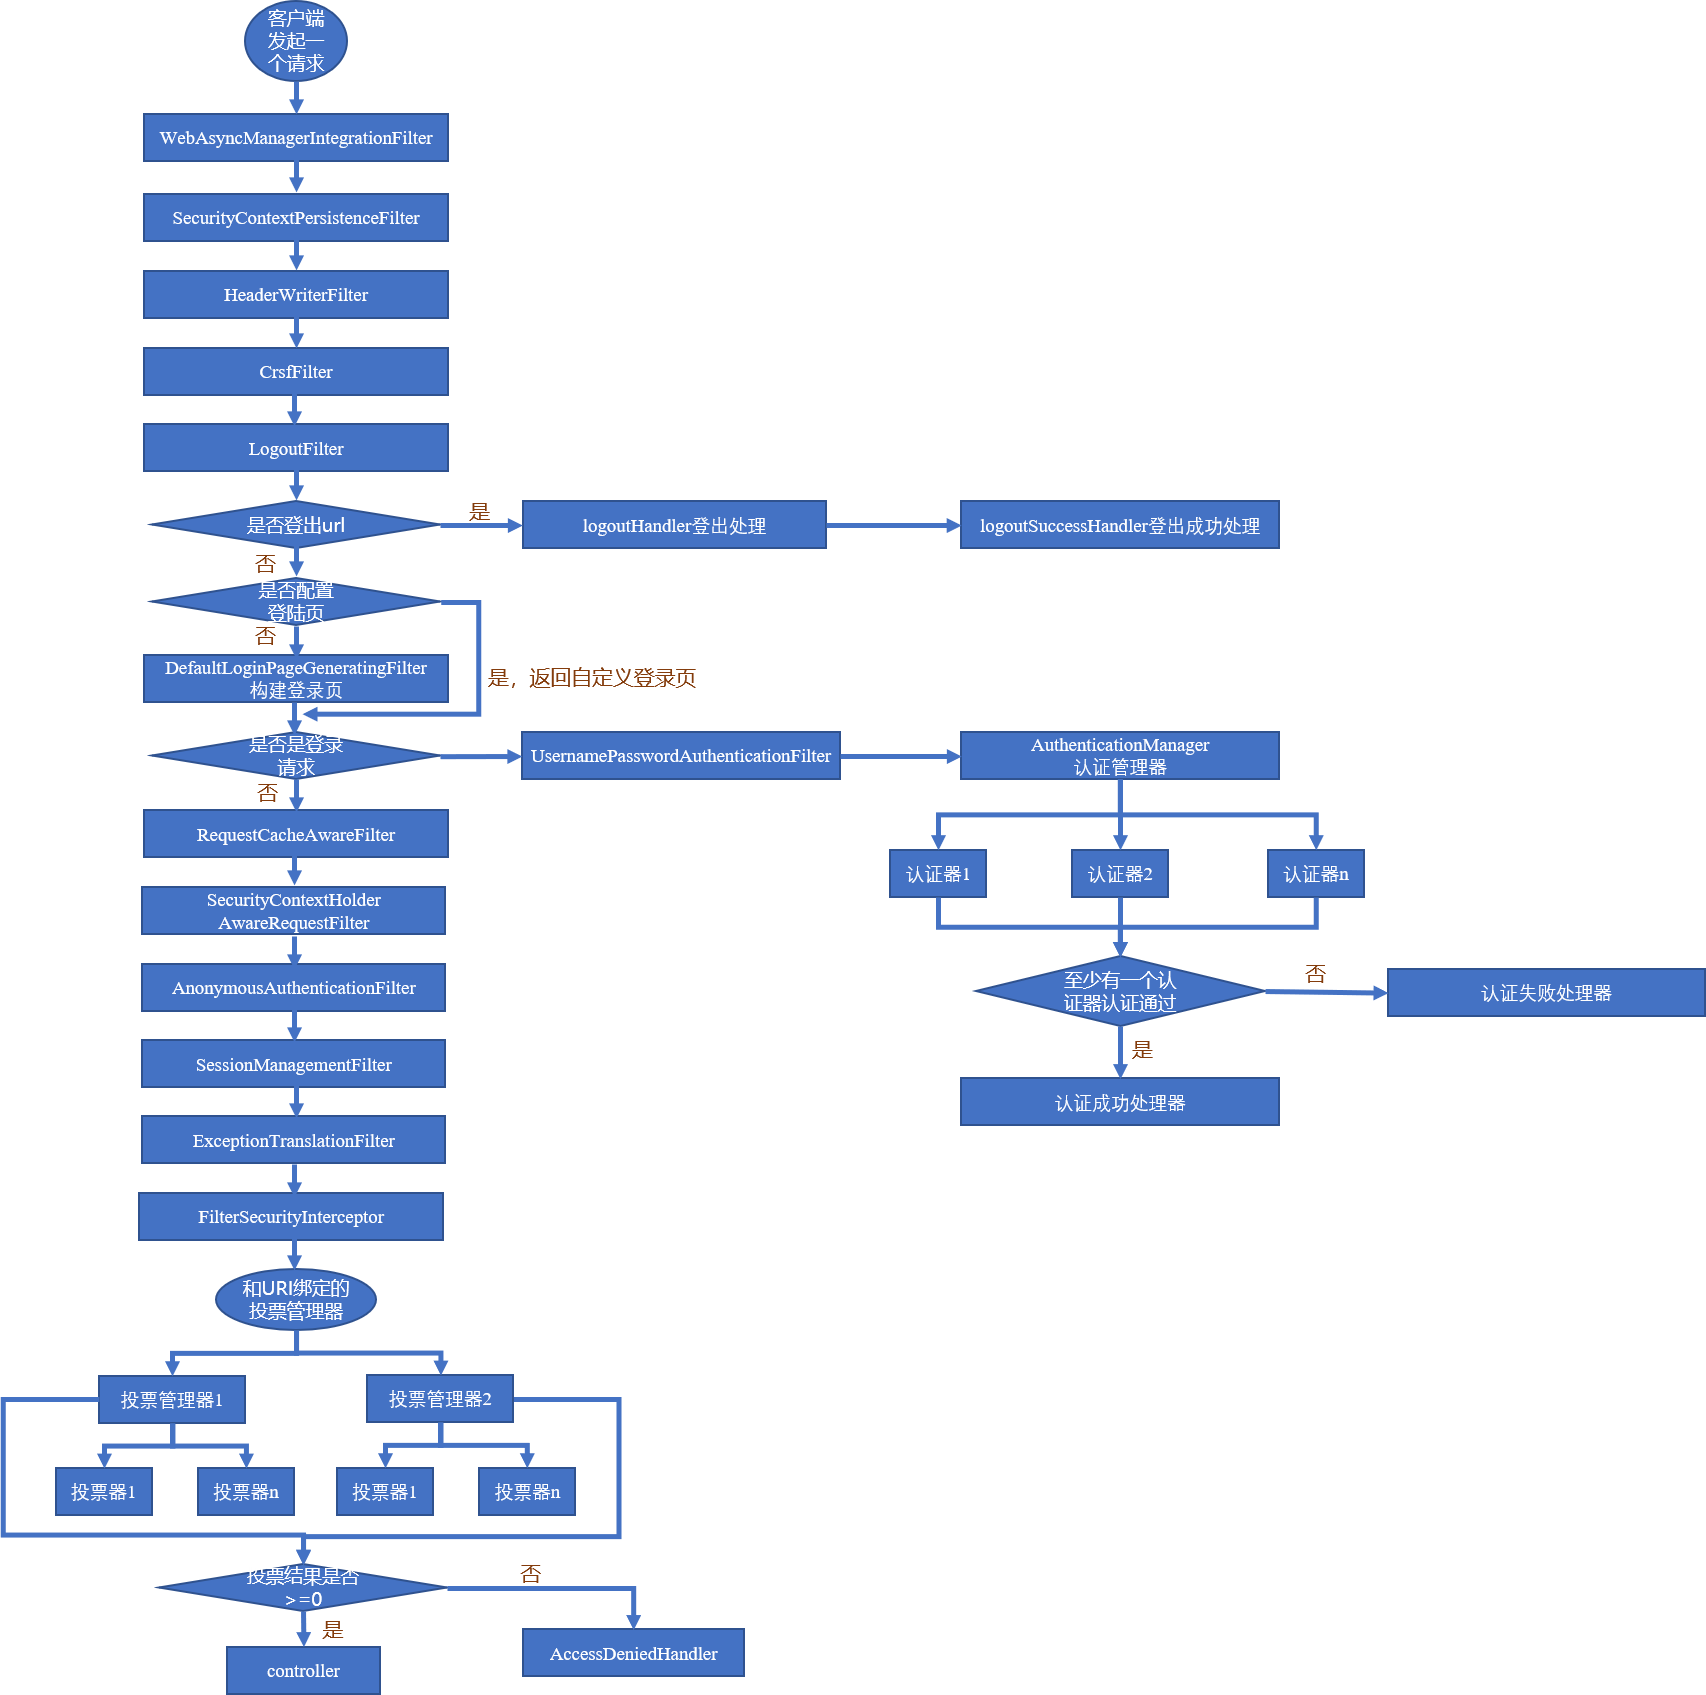 客户端
发起一
个请求
WebAsyncManagerIntegrationFilter
SecurityContextPersistenceFilter
HeaderWriterFilter
CrsfFilter
LogoutFilter
是否登出url
是
logoutHandler登出处理
logoutSuccessHandler登出成功处理
否
是否配置
登陆页
否
DefaultLoginPageGeneratingFilter
构建登录页
是，返回自定义登录页
是否是登录
请求
UsernamePasswordAuthenticationFilter
AuthenticationManager
认证管理器
否
RequestCacheAwareFilter
认证器1
认证器2
认证器n
SecurityContextHolder
AwareRequestFilter
AnonymousAuthenticationFilter
至少有一个认
证器认证通过
否
认证失败处理器
SessionManagementFilter
是
认证成功处理器
ExceptionTranslationFilter
FilterSecurityInterceptor
和URI绑定的
投票管理器
投票管理器1
投票管理器2
投票器1
投票器n
投票器1
投票器n
投票结果是否
>=0
否
是
controller
AccessDeniedHandler